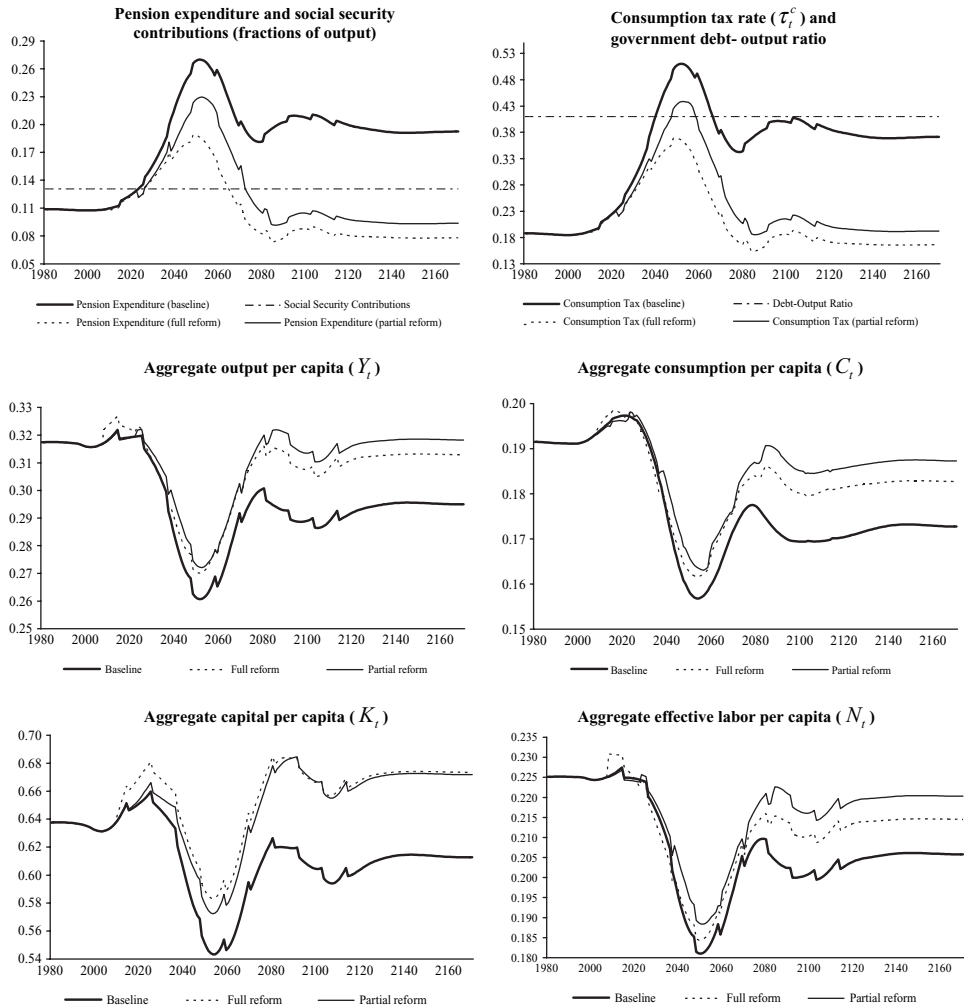 Pension expenditure and social security
contributions (fractions of output)
0.29
0.26
0.23
0.20
0.17
0.14
0.11
0.08
0.05
1980 2000 2020 2040 2060 2080 2100 2120 2140 2160
Pension Expenditure (baseline) Social Security Contributions
Pension Expenditure (full reform) Pension Expenditure (partial reform)
Consumption tax rate (τ_t^c) and
government debt- output ratio
0.53
0.48
0.43
0.38
0.33
0.28
0.23
0.18
0.13
1980 2000 2020 2040 2060 2080 2100 2120 2140 2160
Consumption Tax (baseline) Debt-Output Ratio
Consumption Tax (full reform) Consumption Tax (partial reform)
Aggregate output per capita (Y_t)
0.33
0.32
0.31
0.30
0.29
0.28
0.27
0.26
0.25
1980 2000 2020 2040 2060 2080 2100 2120 2140 2160
Baseline Full reform Partial reform
Aggregate consumption per capita (C_t)
0.20
0.19
0.18
0.17
0.16
0.15
1980 2000 2020 2040 2060 2080 2100 2120 2140 2160
Baseline Full reform Partial reform
Aggregate capital per capita (K_t)
0.70
0.68
0.66
0.64
0.62
0.60
0.58
0.56
0.54
1980 2000 2020 2040 2060 2080 2100 2120 2140 2160
Baseline Full reform Partial reform
Aggregate effective labor per capita (N_t)
0.235
0.230
0.225
0.220
0.215
0.210
0.205
0.200
0.195
0.190
0.185
0.180
1980 2000 2020 2040 2060 2080 2100 2120 2140 2160
Baseline Full reform Partial reform